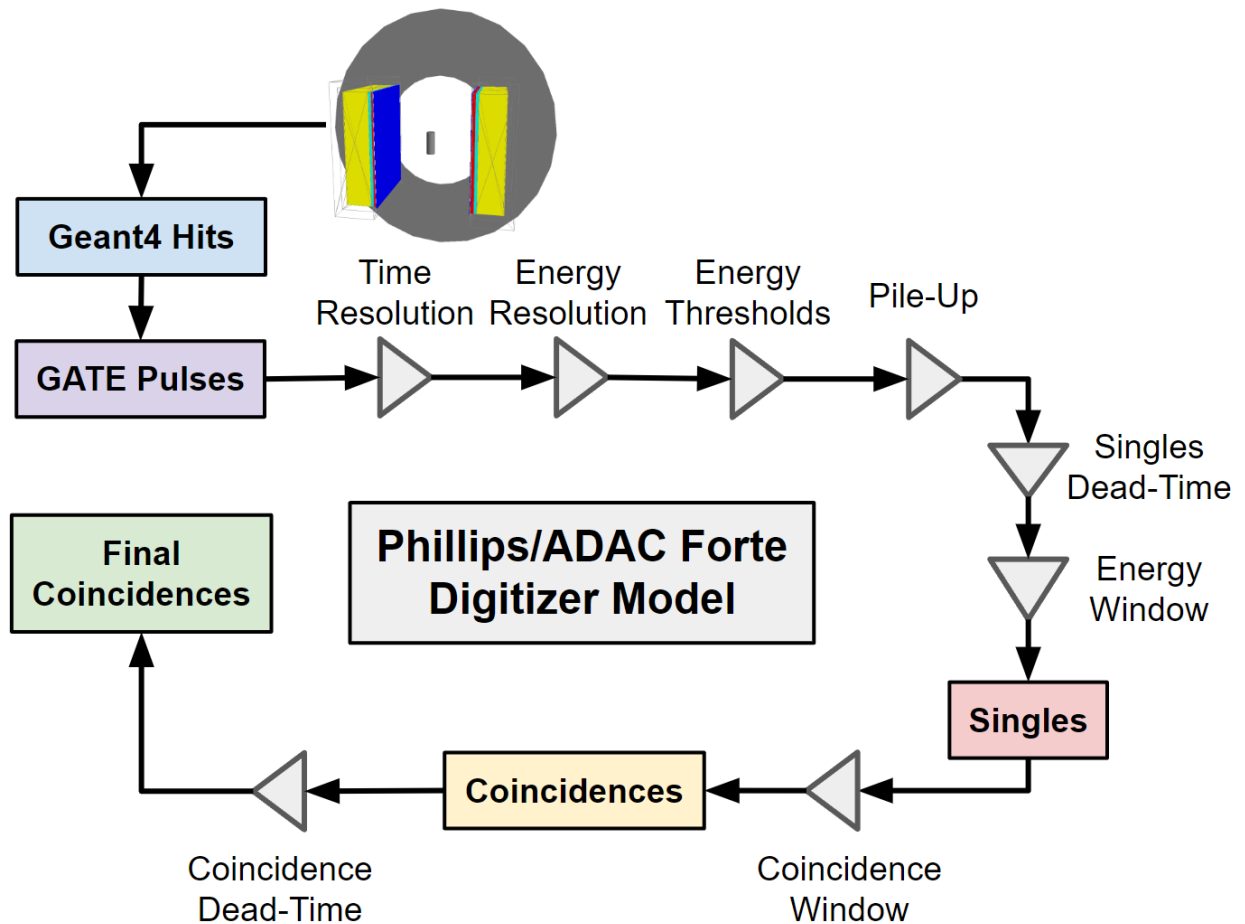 Geant4 Hits
GATE Pulses
Time
Resolution
Energy
Resolution
Energy
Thresholds
Pile-Up
Singles
Dead-Time
Energy
Window
Singles
Coincidence
Window
Coincidences
Coincidence
Dead-Time
Final
Coincidences
Phillips/ADAC Forte
Digitizer Model